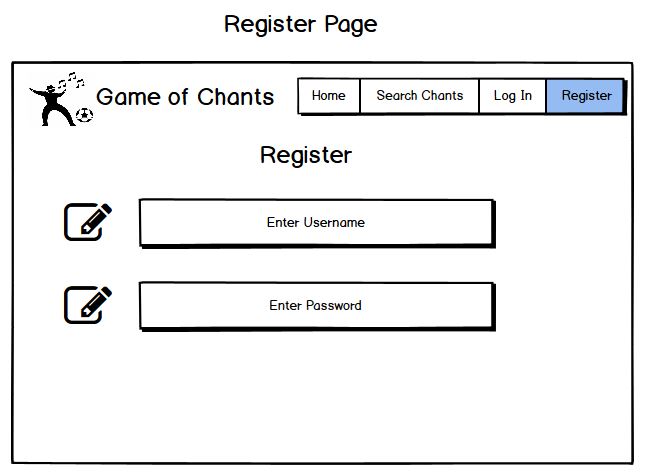 Register Page
Game of Chants
Home Search Chants Log In Register
Register
Enter Username
Enter Password